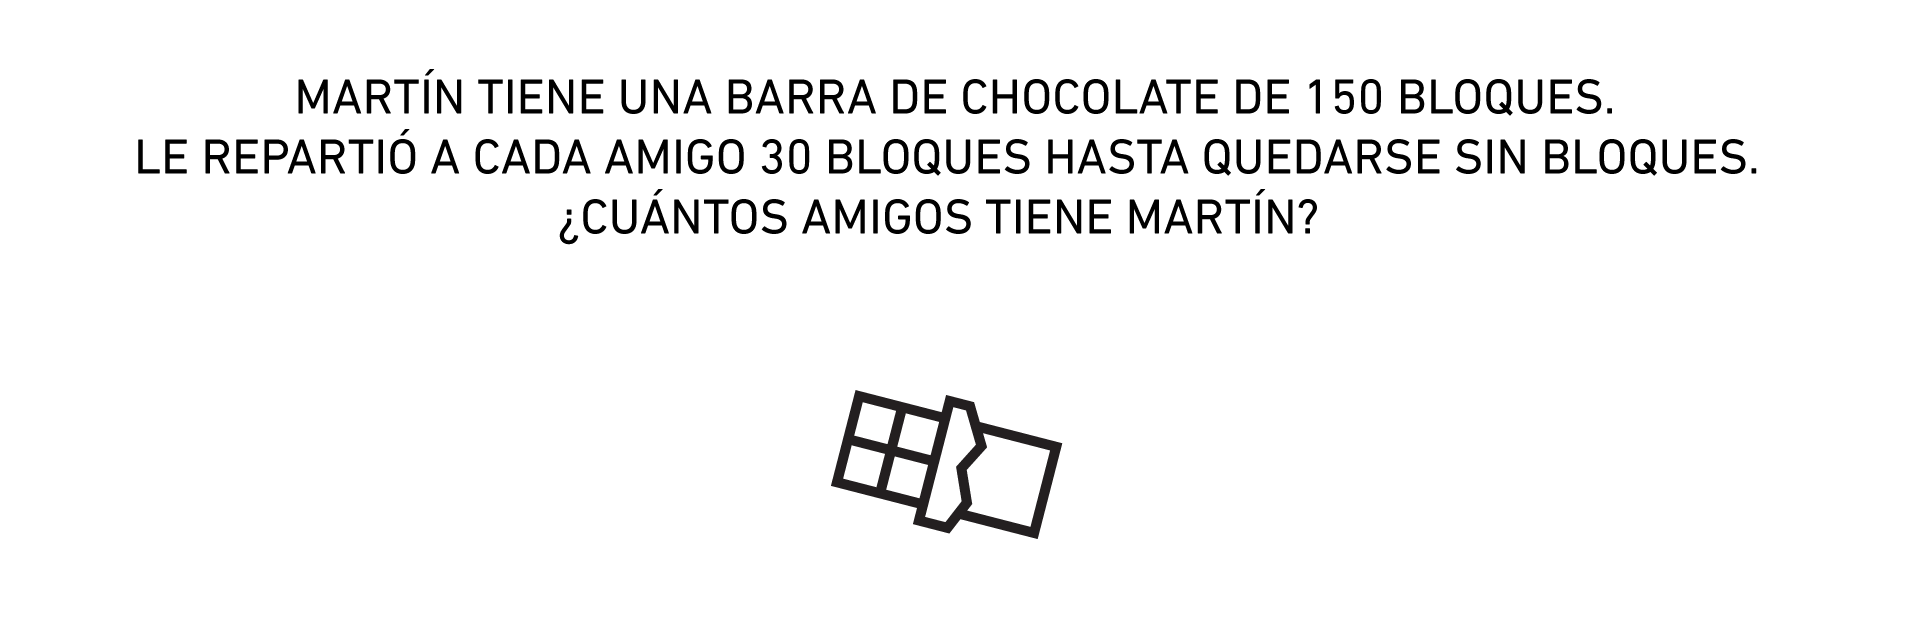 MARTÍN TIENE UNA BARRA DE CHOCOLATE DE 150 BLOQUES.
LE REPARTIÓ A CADA AMIGO 30 BLOQUES HASTA QUEDARSE SIN BLOQUES.
¿CUÁNTOS AMIGOS TIENE MARTÍN?